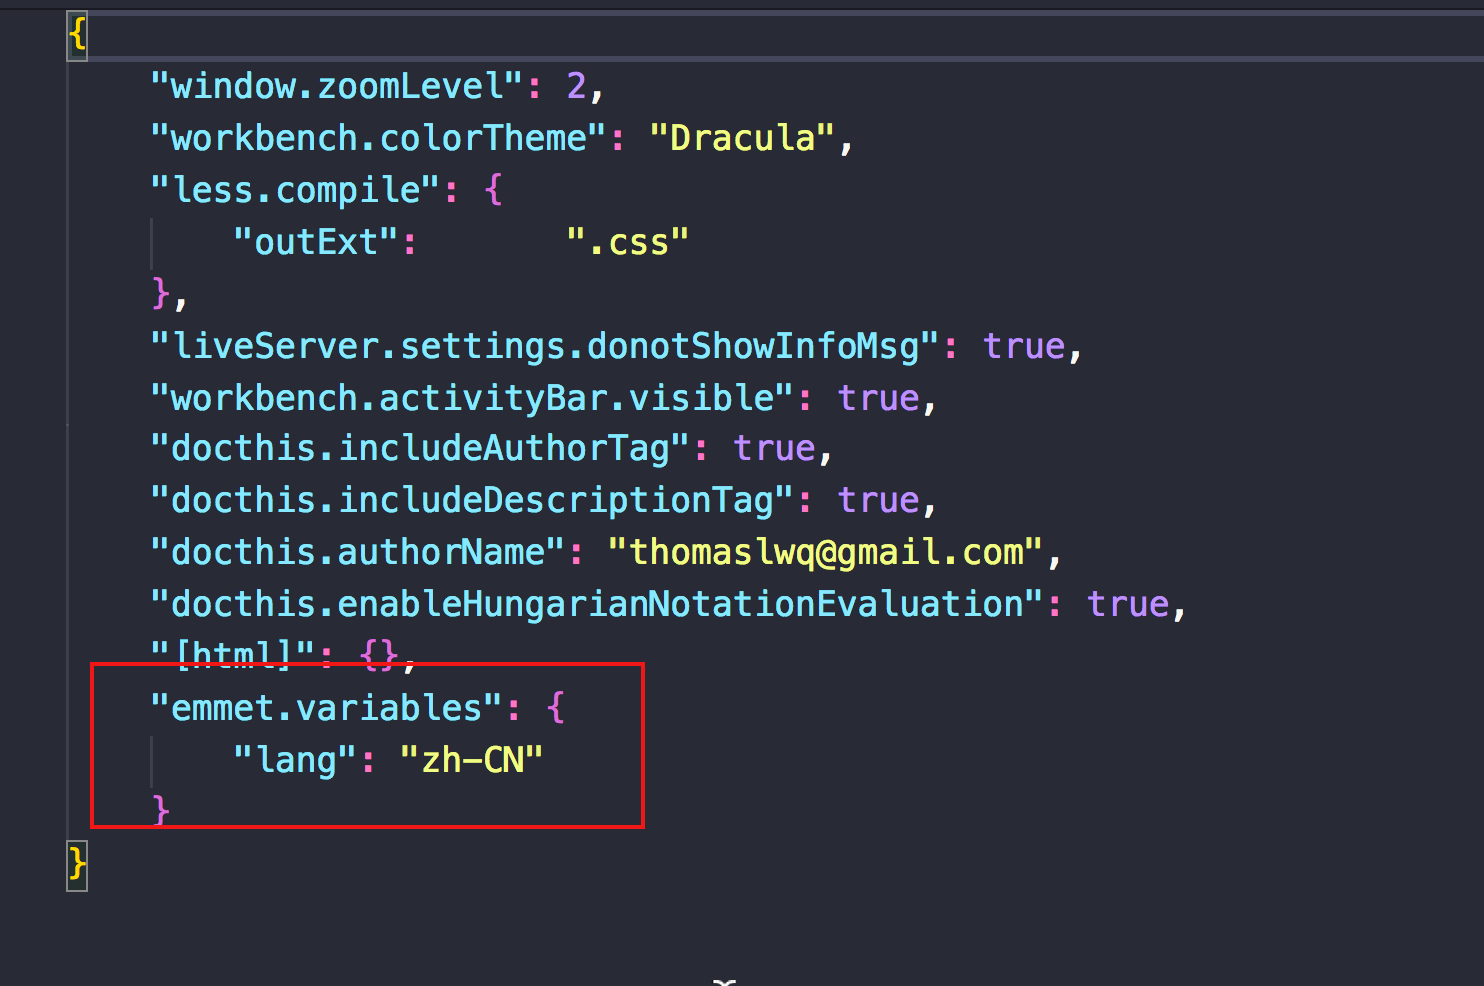 {
"window.zoomLevel": 2,
"workbench.colorTheme": "Dracula",
"less.compile": {
"outExt":       ".css"
},
"liveServer.settings.donotShowInfoMsg": true,
"workbench.activityBar.visible": true,
"docthis.includeAuthorTag": true,
"docthis.includeDescriptionTag": true,
"docthis.authorName": "thomaslwq@gmail.com",
"docthis.enableHungarianNotationEvaluation": true,
"[html]": {},
"emmet.variables": {
"lang": "zh-CN"
}
}